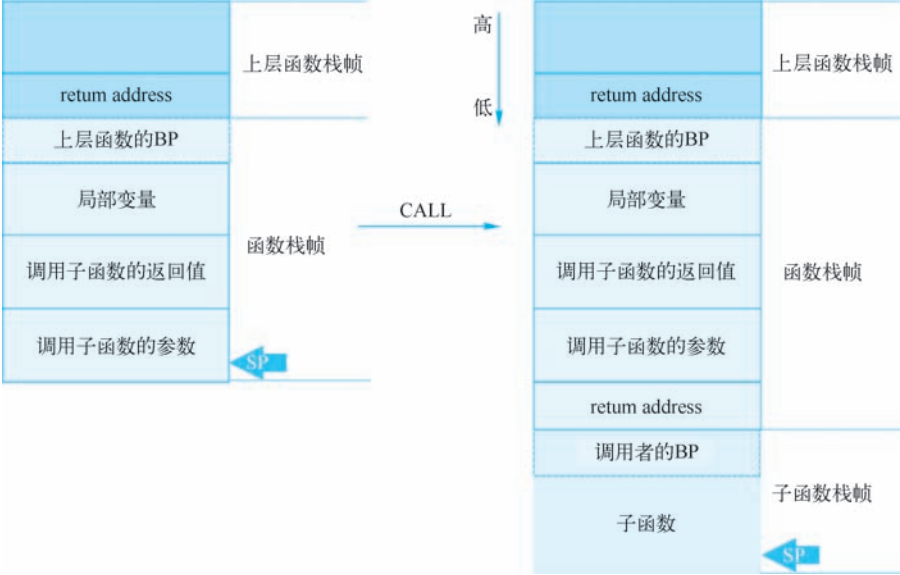 上层函数栈帧
retum address
上层函数的BP
局部变量
函数栈帧
调用子函数的返回值
调用子函数的参数
SP
CALL
高
低
上层函数栈帧
retum address
上层函数的BP
局部变量
调用子函数的返回值
函数栈帧
调用子函数的参数
retum address
调用者的BP
子函数栈帧
子函数
SP